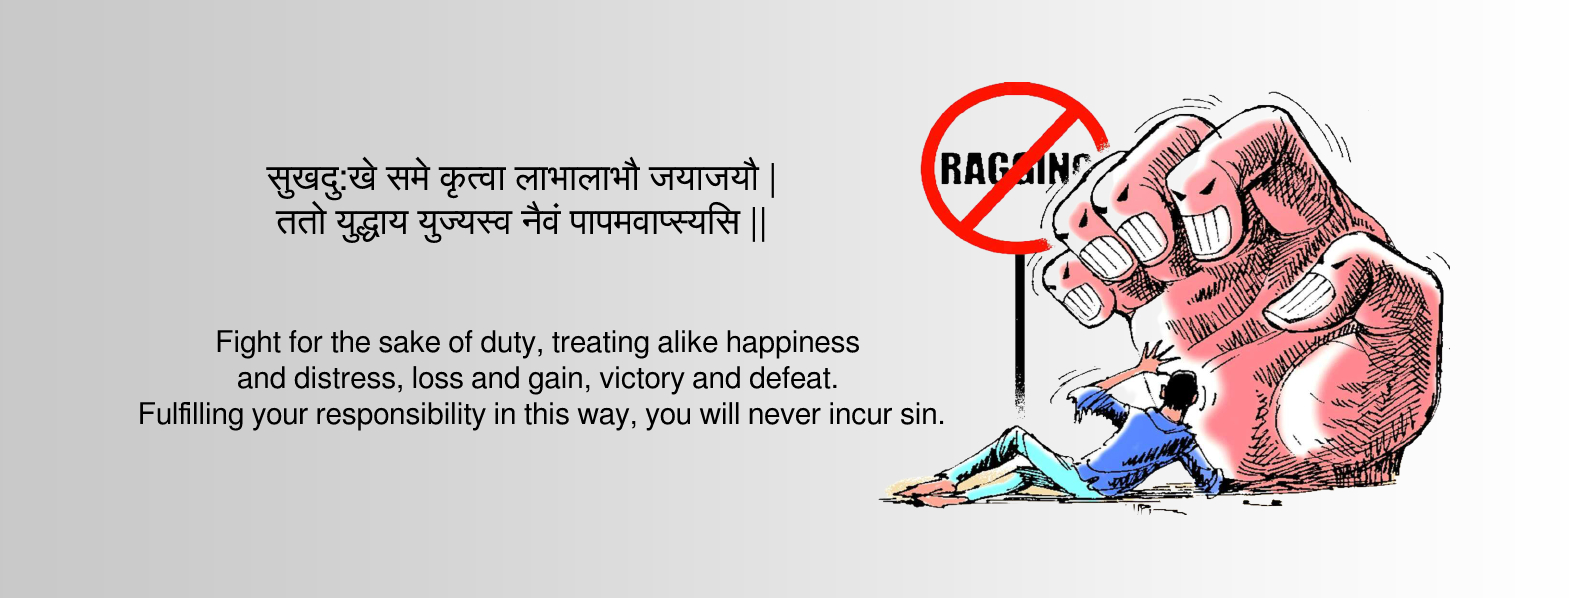 सुखदु:खे समे कृत्वा लाभालाभौ जयाजयौ |
ततो युद्धाय युज्यस्व नैवं पापमवाप्स्यसि ||
Fight for the sake of duty, treating alike happiness
and distress, loss and gain, victory and defeat.
Fulfilling your responsibility in this way, you will never incur sin.
RAGGING